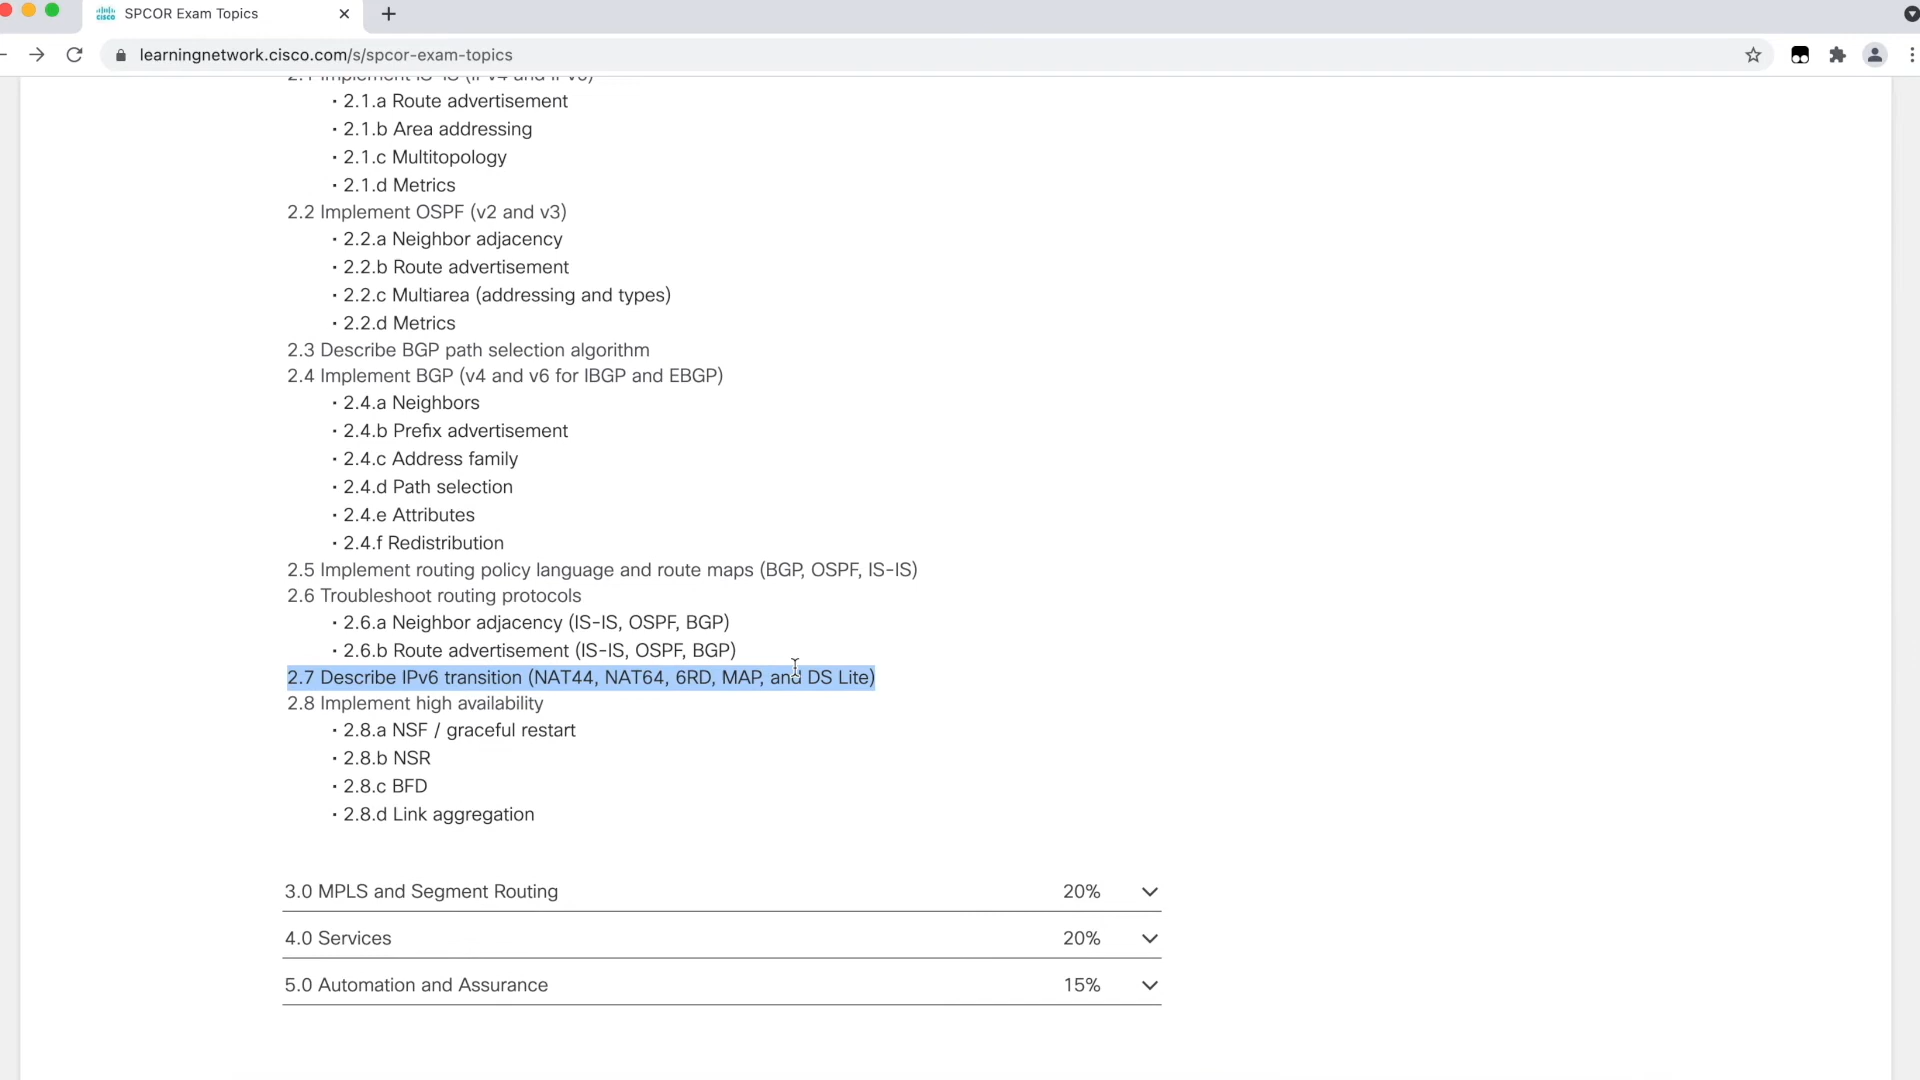 SPCOR Exam Topics
learningnetwork.cisco.com/s/spcor-exam-topics
2.1 Implement IS-IS (IPv4 and IPv6)
· 2.1.a Route advertisement
· 2.1.b Area addressing
· 2.1.c Multitopology
· 2.1.d Metrics
2.2 Implement OSPF (v2 and v3)
· 2.2.a Neighbor adjacency
· 2.2.b Route advertisement
· 2.2.c Multiarea (addressing and types)
· 2.2.d Metrics
2.3 Describe BGP path selection algorithm
2.4 Implement BGP (v4 and v6 for IBGP and EBGP)
· 2.4.a Neighbors
· 2.4.b Prefix advertisement
· 2.4.c Address family
· 2.4.d Path selection
· 2.4.e Attributes
· 2.4.f Redistribution
2.5 Implement routing policy language and route maps (BGP, OSPF, IS-IS)
2.6 Troubleshoot routing protocols
· 2.6.a Neighbor adjacency (IS-IS, OSPF, BGP)
· 2.6.b Route advertisement (IS-IS, OSPF, BGP)
2.7 Describe IPv6 transition (NAT44, NAT64, 6RD, MAP, and DS Lite)
2.8 Implement high availability
· 2.8.a NSF / graceful restart
· 2.8.b NSR
· 2.8.c BFD
· 2.8.d Link aggregation
3.0 MPLS and Segment Routing 20%
4.0 Services 20%
5.0 Automation and Assurance 15%